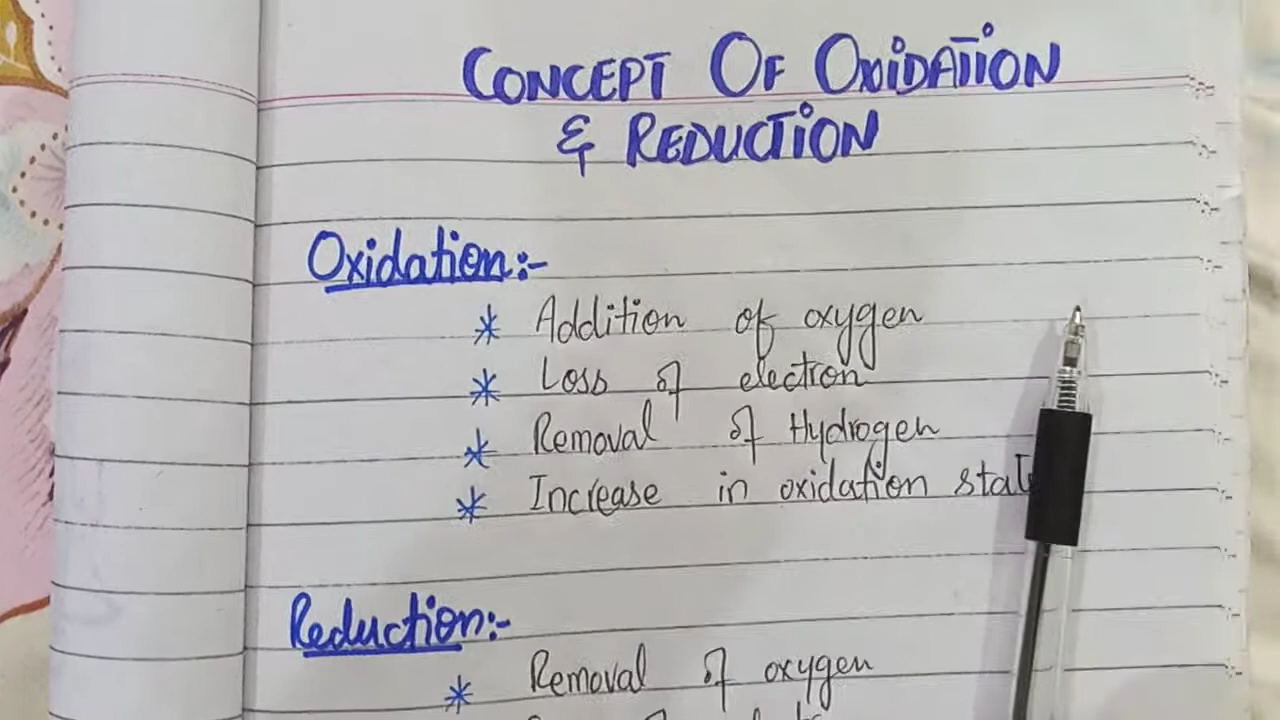 CONCEPT OF OXIDATION
& REDUCTION
Oxidation:-
* Addition of oxygen
* Loss of electron
* Removal of Hydrogen
* Increase in oxidation
Reduction:-
* Removal of oxygen